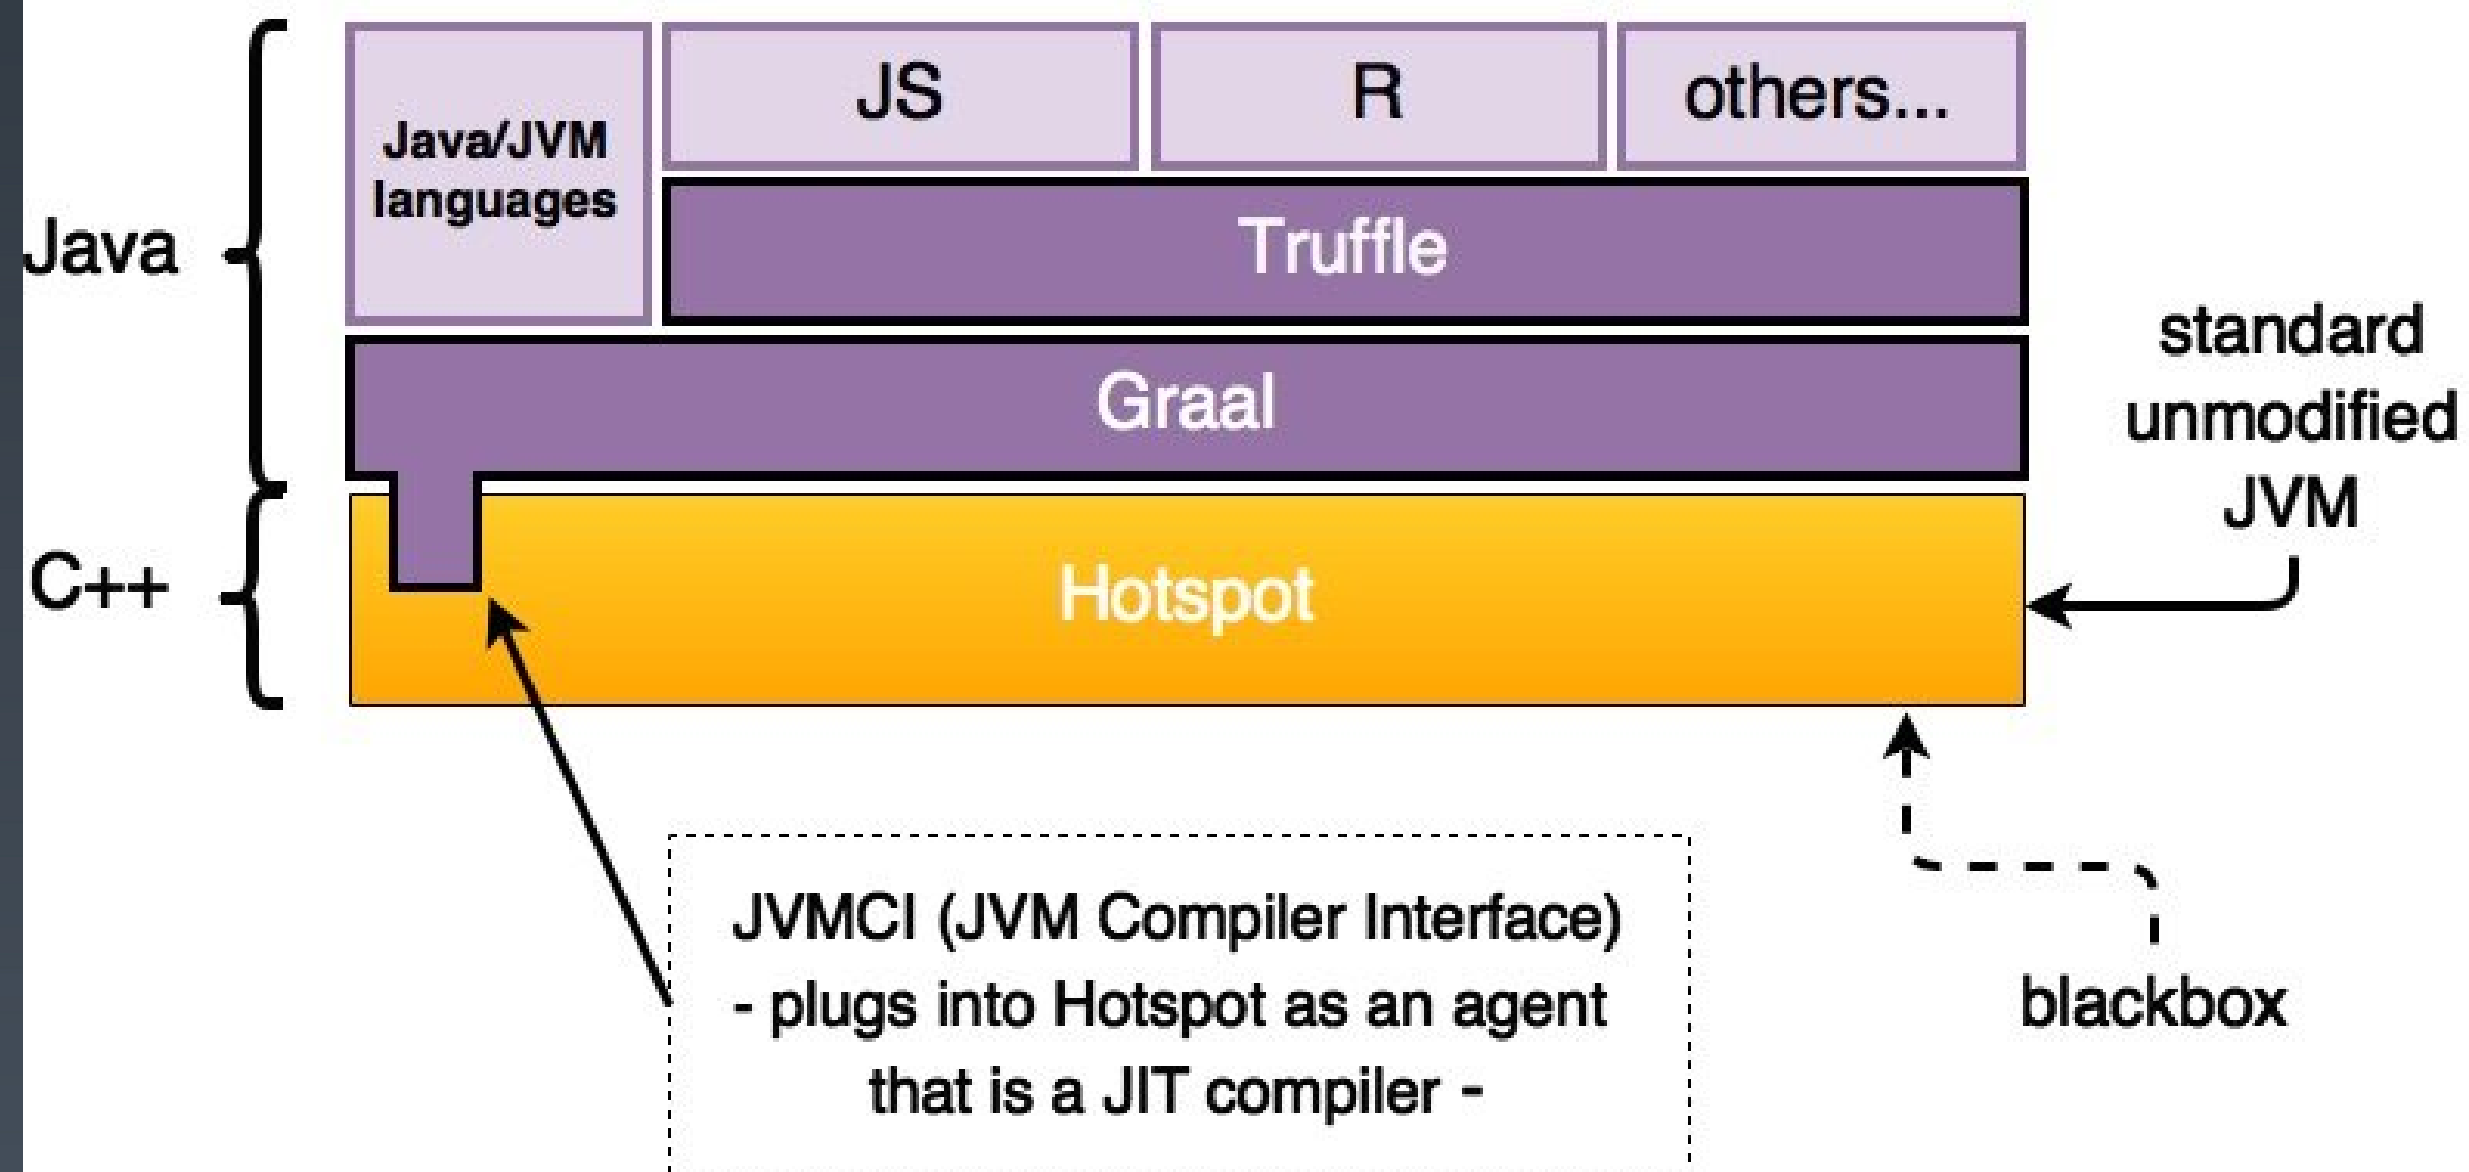 JS
R
others...
Java/JVM
languages
Truffle
Java
standard
unmodified
JVM
Graal
C++
Hotspot
JVMCI (JVM Compiler Interface)
- plugs into Hotspot as an agent
that is a JIT compiler -
blackbox